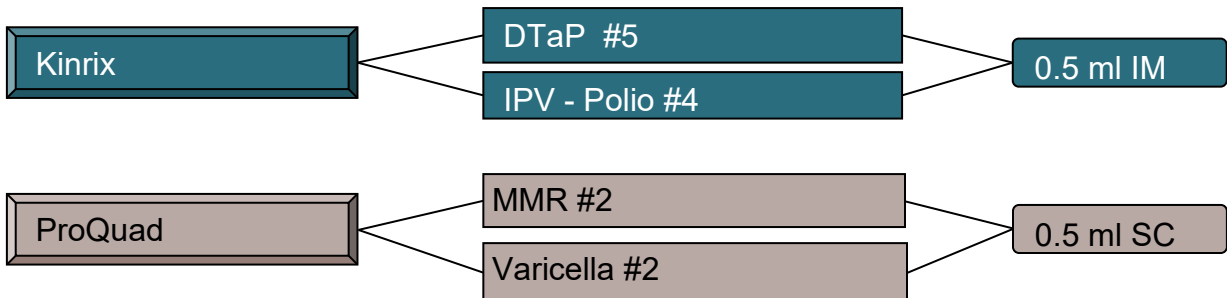 Kinrix
DTaP #5
IPV - Polio #4
0.5 ml IM
ProQuad
MMR #2
Varicella #2
0.5 ml SC